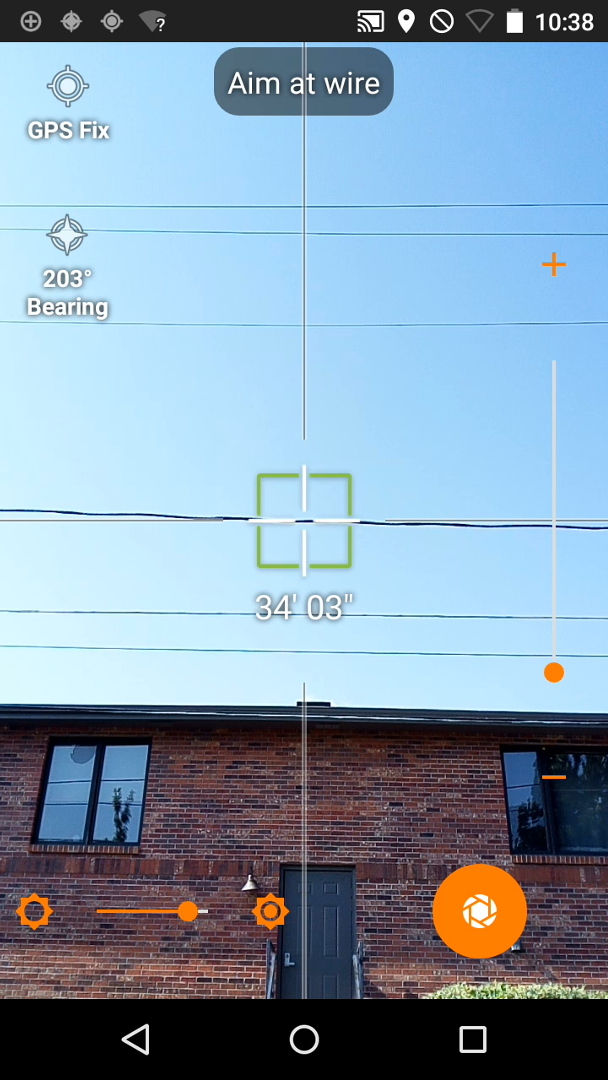 ?
10:38
Aim at wire
GPS Fix
203°
Bearing
34' 03"